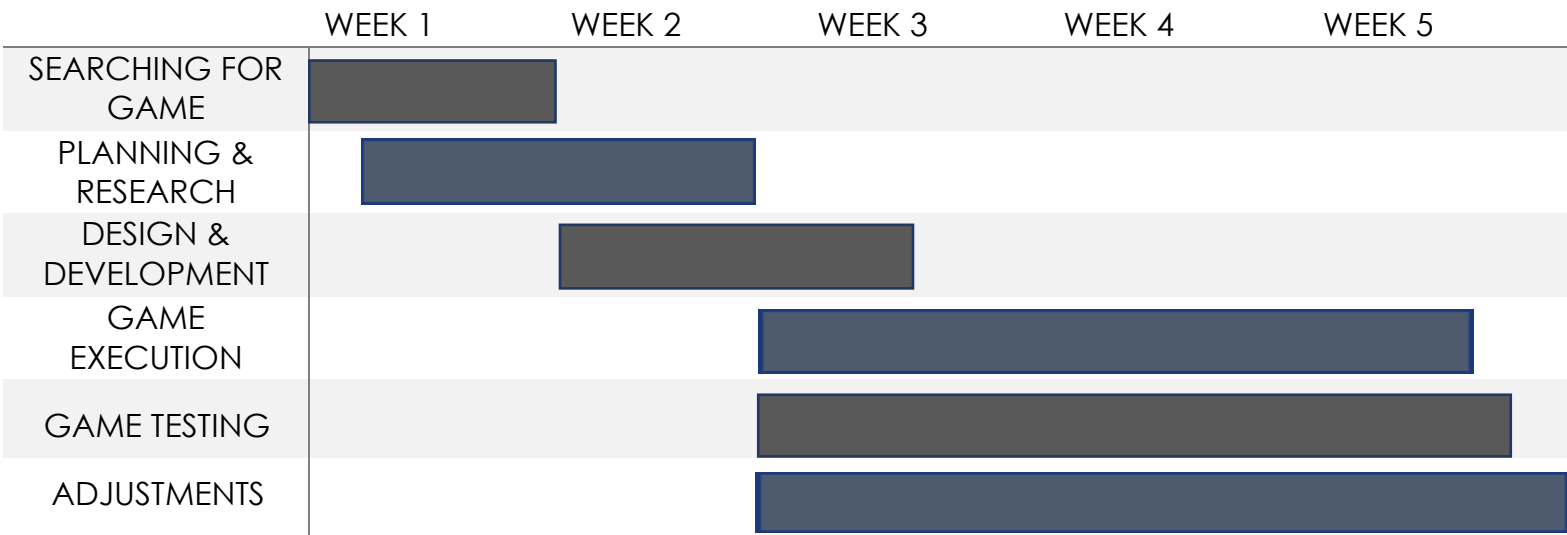 WEEK 1 WEEK 2 WEEK 3 WEEK 4 WEEK 5
SEARCHING FOR
GAME
PLANNING &
RESEARCH
DESIGN &
DEVELOPMENT
GAME
EXECUTION
GAME TESTING
ADJUSTMENTS